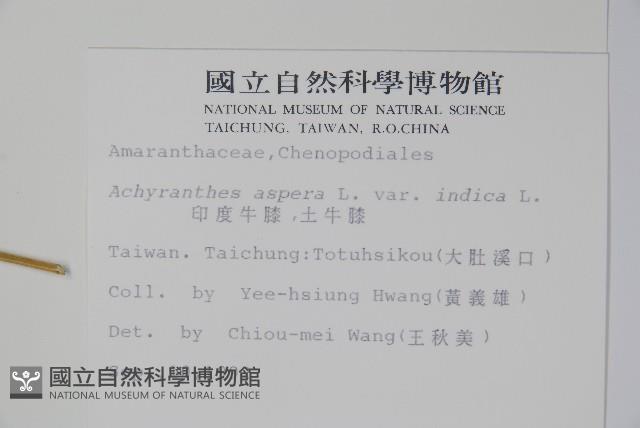 國立自然科學博物館
NATIONAL MUSEUM OF NATURAL SCIENCE
TAICHUNG, TAIWAN, R.O.CHINA
Amaranthaceae,Chenopodiales
Achyranthes aspera L. var. indica L.
印度牛膝,土牛膝
Taiwan. Taichung:Totuhsikou(大肚溪口)
Coll. by Yee-hsiung Hwang(黃義雄)
Det. by Chiou-mei Wang(王秋美)
國立自然科學博物館
NATIONAL MUSEUM OF NATURAL SCIENCE